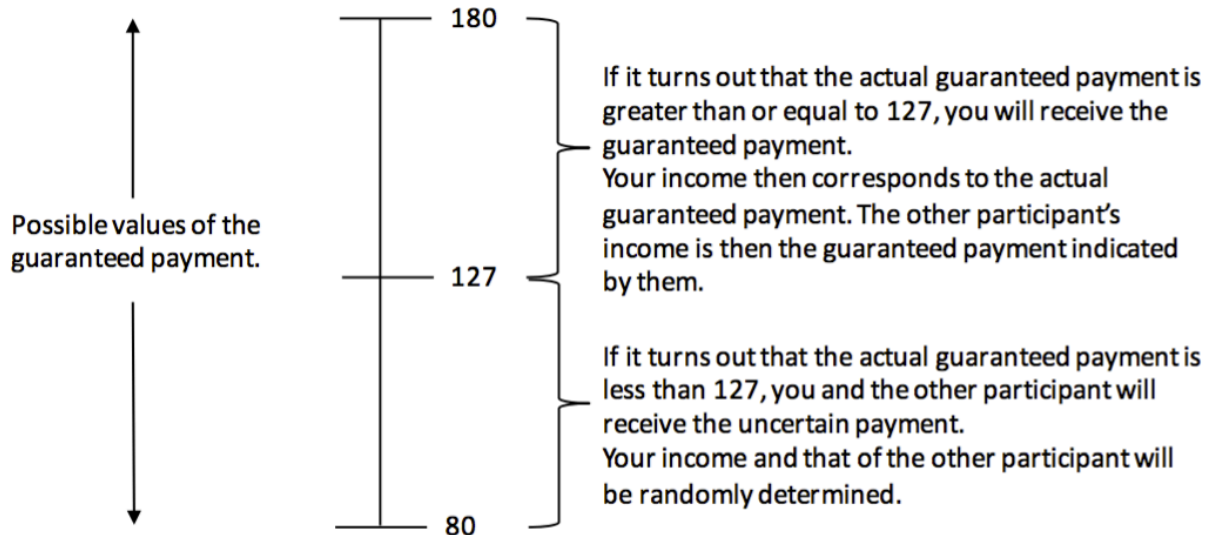 180
If it turns out that the actual guaranteed payment is
greater than or equal to 127, you will receive the
guaranteed payment.
Your income then corresponds to the actual
guaranteed payment. The other participant's
income is then the guaranteed payment indicated
by them.
Possible values of the
guaranteed payment.
127
If it turns out that the actual guaranteed payment is
less than 127, you and the other participant will
receive the uncertain payment.
Your income and that of the other participant will
be randomly determined.
80